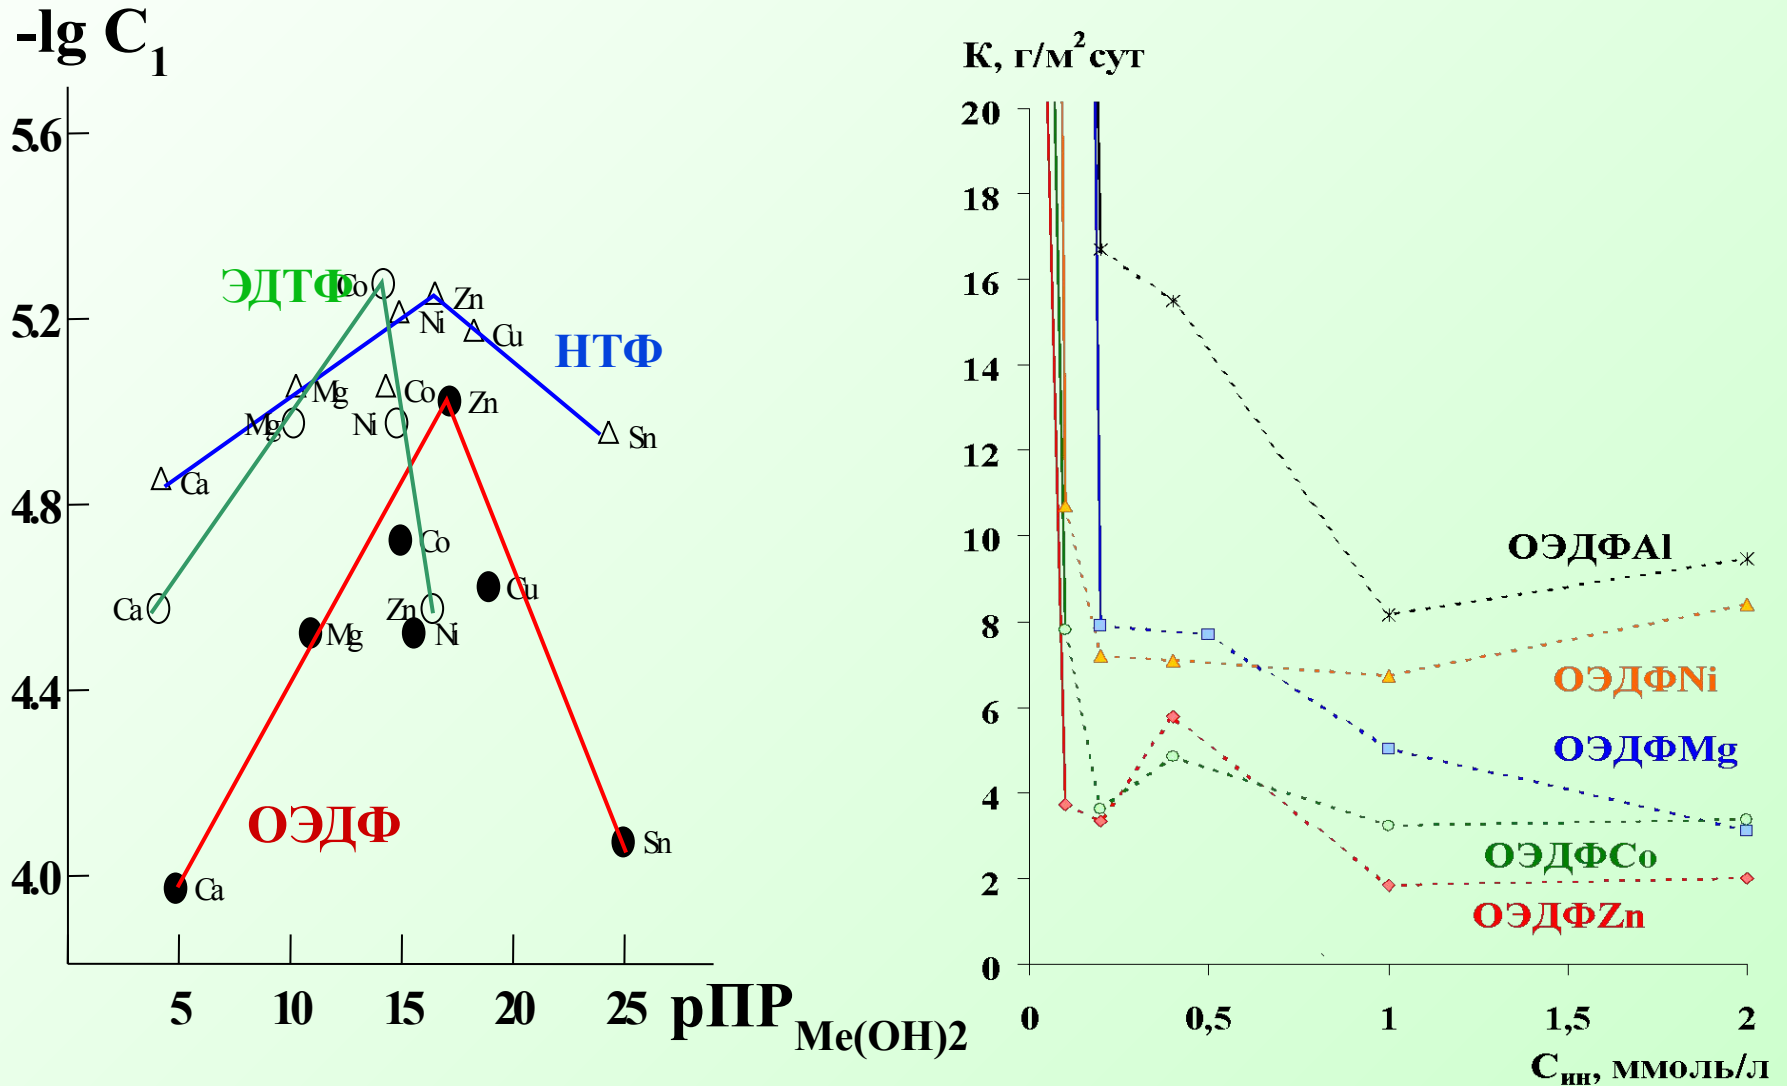 -lg C1
5.6
5.2
4.8
4.4
4.0
ЭДТФ
Co
Zn
Ni
Cu
НТФ
Mg
Co
Zn
Mg
Ni
Sn
Ca
Co
Ca
Zn
Cu
Mg
Ni
ОЭДФ
Sn
Ca
5 10 15 20 25 рПР Me(OH)2
К, г/м2сут
20
18
16
14
12
10
8
6
4
2
0
ОЭДФAl
ОЭДФNi
ОЭДФMg
ОЭДФCo
ОЭДФZn
0 0,5 1 1,5 2
Син, ммоль/л